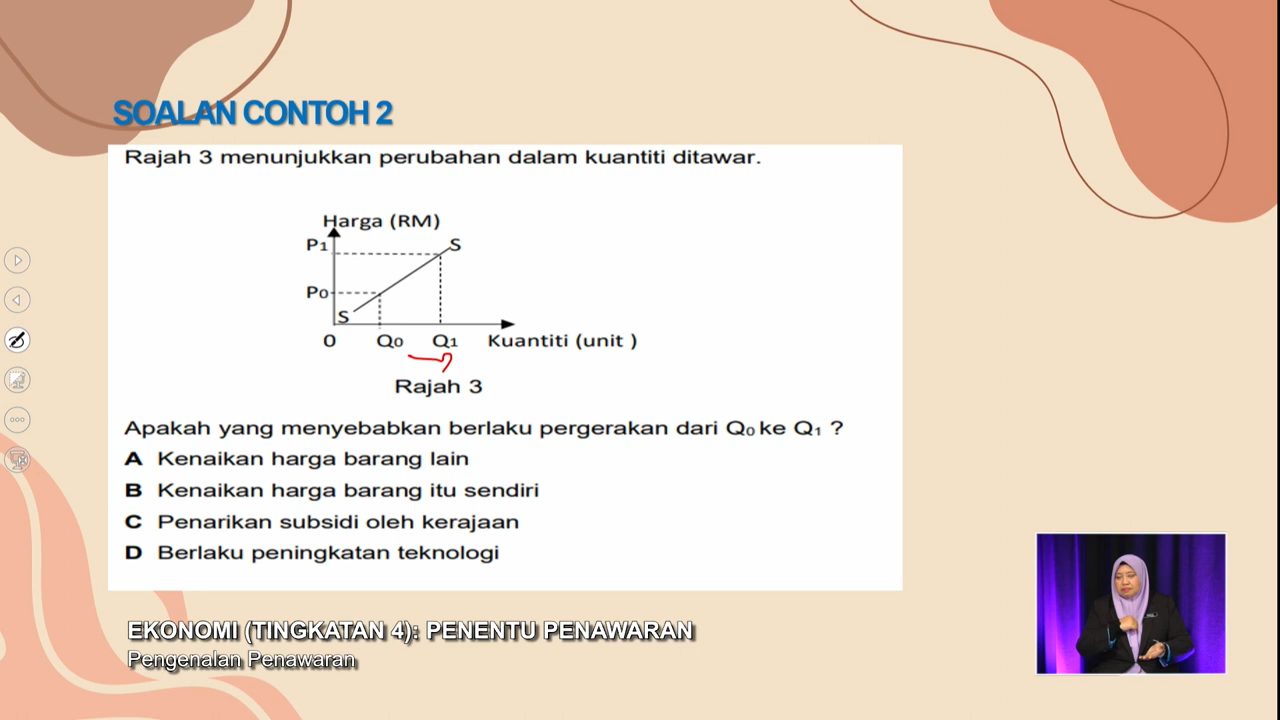 SOALAN CONTOH 2
Rajah 3 menunjukkan perubahan dalam kuantiti ditawar.
Harga (RM)
P1
S
P0
S
0
Q0
Q1
Kuantiti (unit )
Rajah 3
Apakah yang menyebabkan berlaku pergerakan dari Q0 ke Q1 ?
A Kenaikan harga barang lain
B Kenaikan harga barang itu sendiri
C Penarikan subsidi oleh kerajaan
D Berlaku peningkatan teknologi
EKONOMI (TINGKATAN 4): PENENTU PENAWARAN
Pengenalan Penawaran